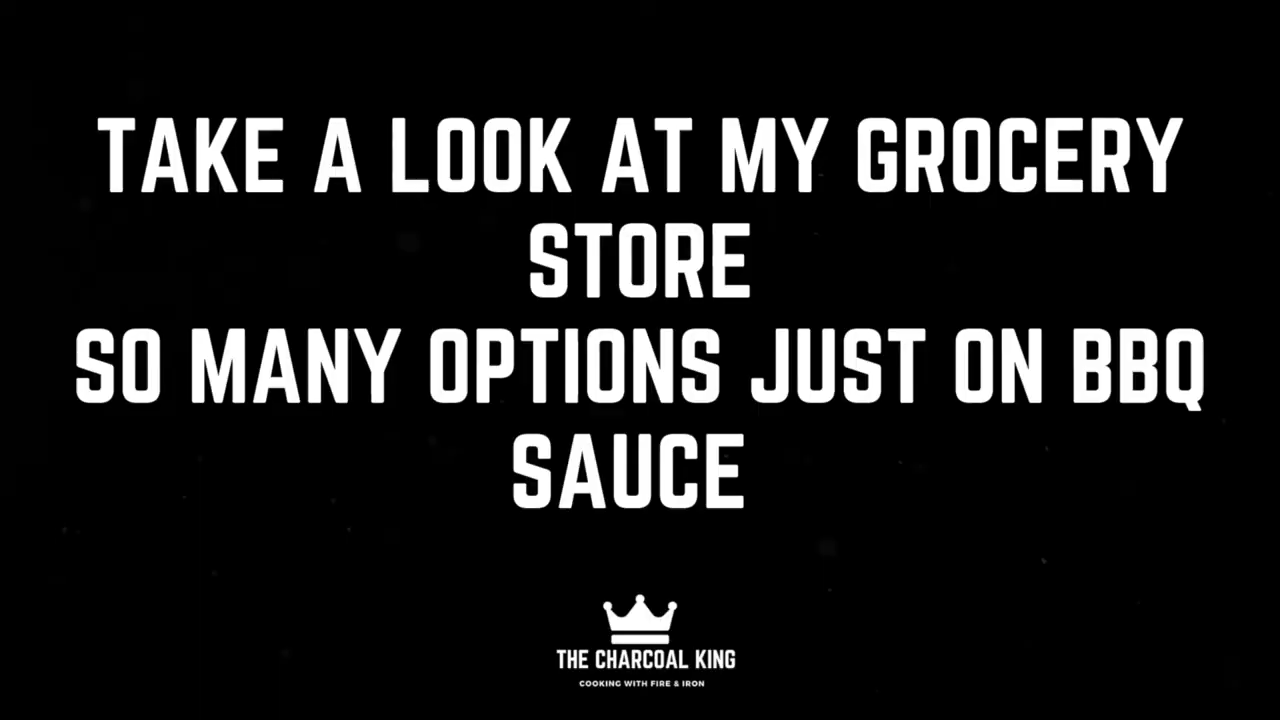 TAKE A LOOK AT MY GROCERY
STORE
SO MANY OPTIONS JUST ON BBQ
SAUCE
THE CHARCOAL KING
COOKING WITH FIRE & IRON